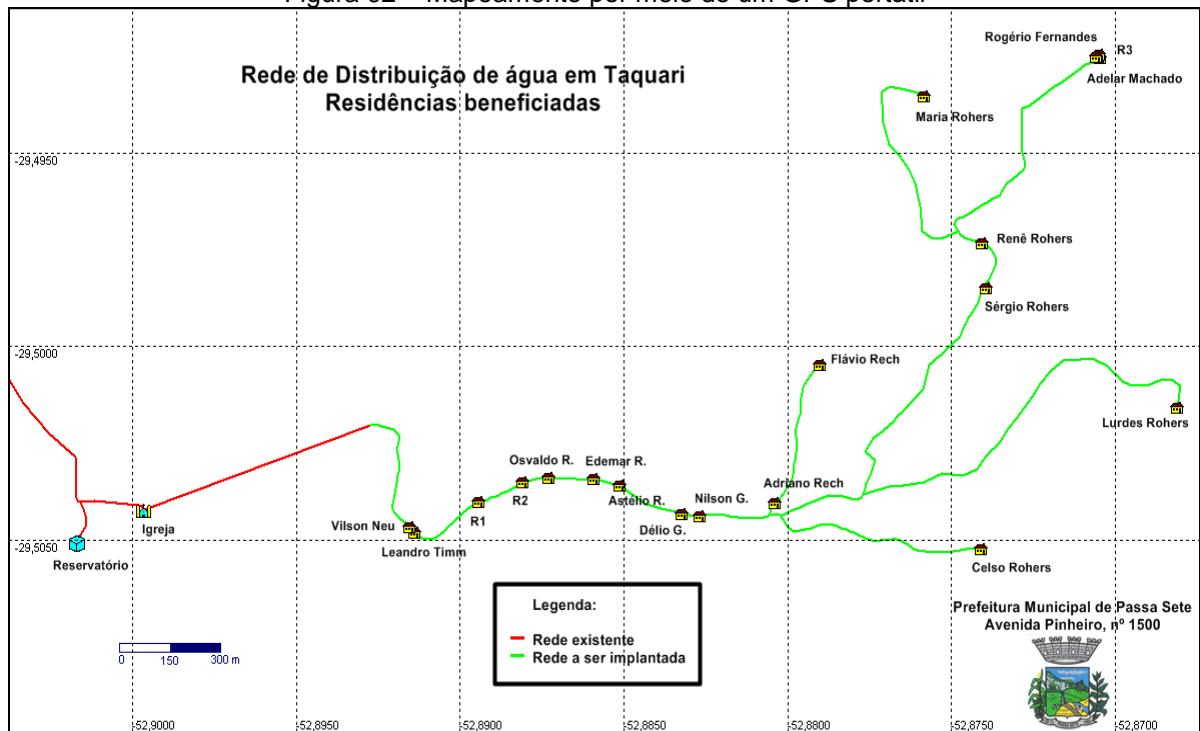 Figura 02 – Mapeamento por meio de um GPS portátil
Rede de Distribuição de água em Taquari
Residências beneficiadas
Rogério Fernandes
R3
Adelar Machado
Maria Rohers
-29,4950
Renê Rohers
Sérgio Rohers
-29,5000
Flávio Rech
Lurdes Rohers
Osvaldo R.
Edemar R.
R2
Adriano Rech
Astélio R.
Nilson G.
R1
Vilson Neu
Délio G.
Igreja
-29,5050
Leandro Timm
Reservatório
Celso Rohers
Legenda:
Rede existente
Rede a ser implantada
Prefeitura Municipal de Passa Sete
Avenida Pinheiro, nº 1500
0 150 300 m
-52,9000 -52,8950 -52,8900 -52,8850 -52,8800 -52,8750 -52,8700